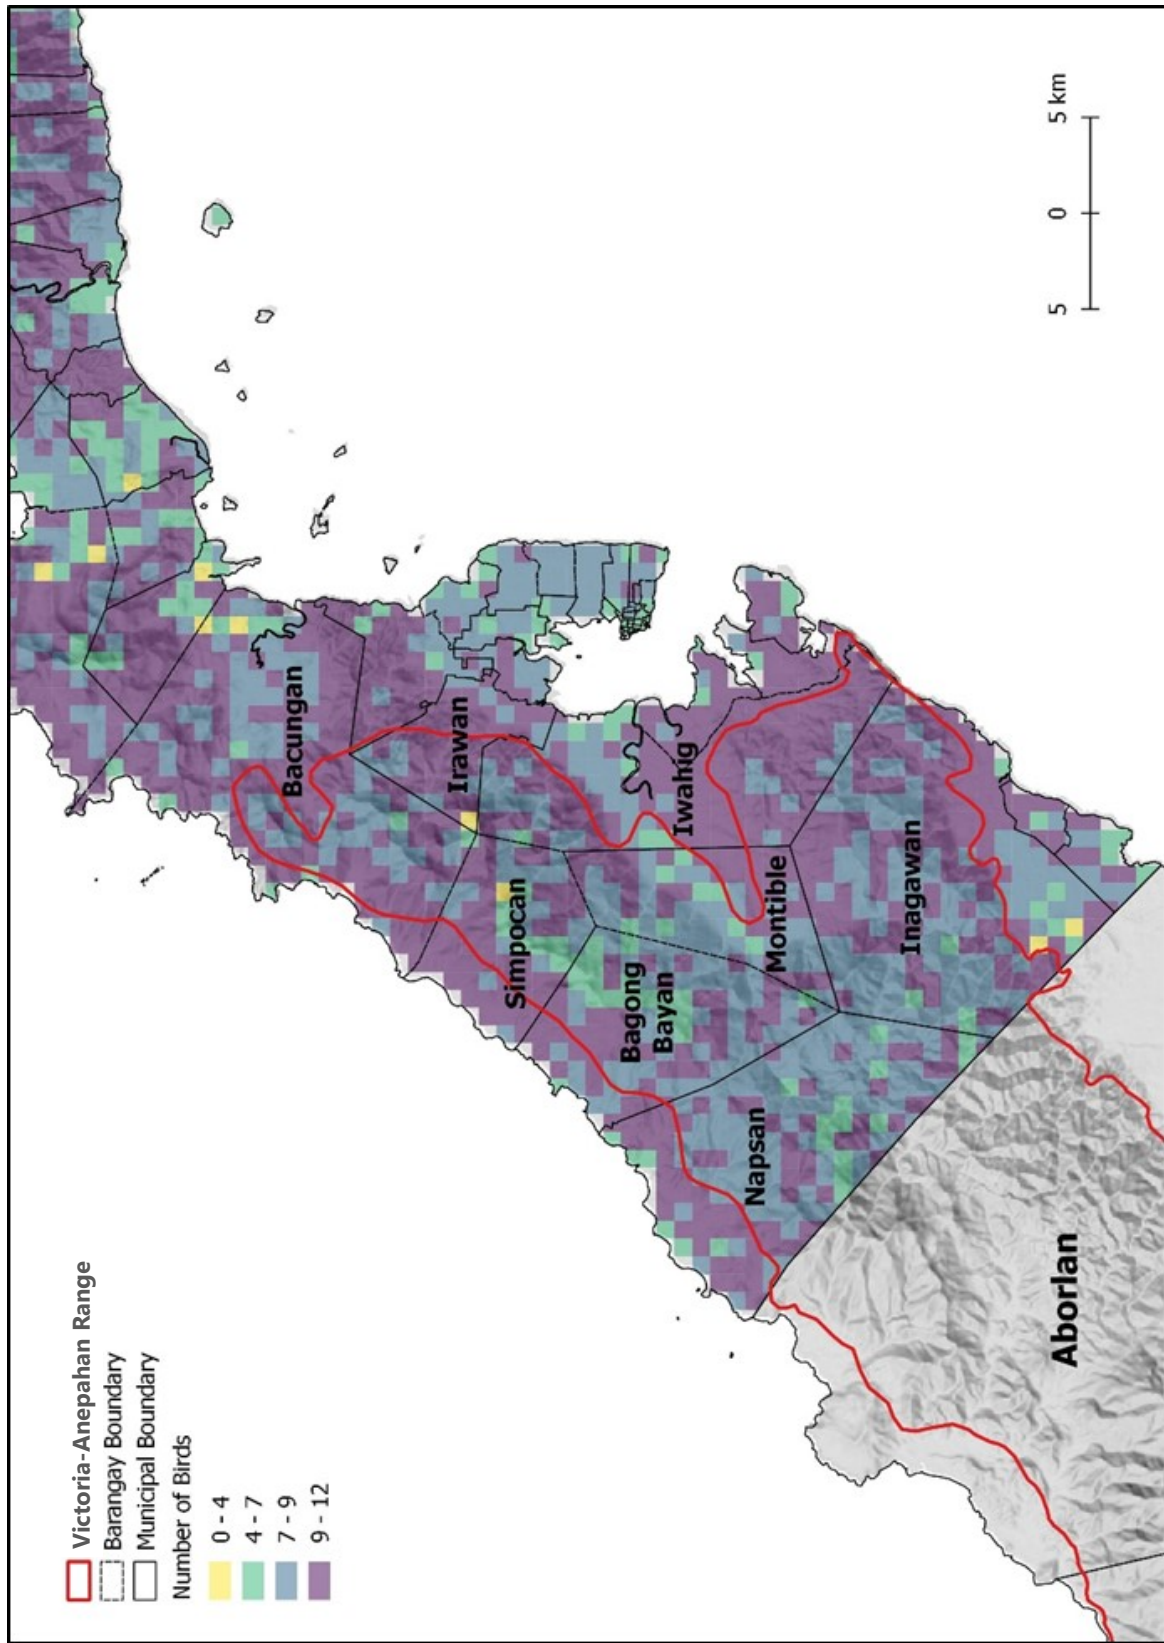 Victoria-Anepahan Range
Barangay Boundary
Municipal Boundary
Number of Birds
0 - 4
4 - 7
7 - 9
9 - 12
Bacungan
Irawan
Simpocan
Iwahig
Bagong
Bayan
Montible
Napsan
Inagawan
Aborlan
5 0 5 km